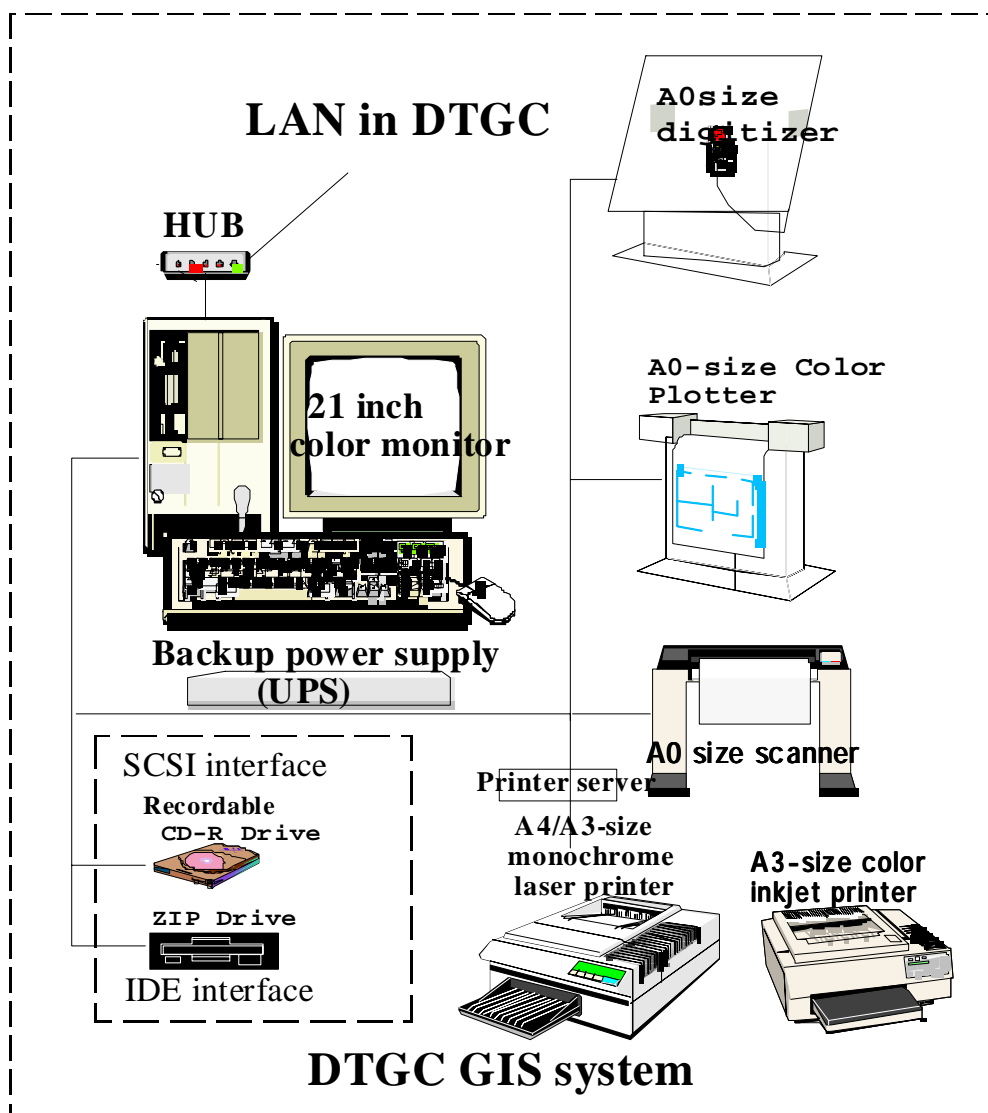 LAN in DTGC
A0size
digitizer
HUB
A0-size Color
Plotter
21 inch
color monitor
Backup power supply
(UPS)
A0 size scanner
SCSI interface
Recordable
CD-R Drive
ZIP Drive
IDE interface
Printer server
A4/A3-size
monochrome
laser printer
A3-size color
inkjet printer
DTGC GIS system